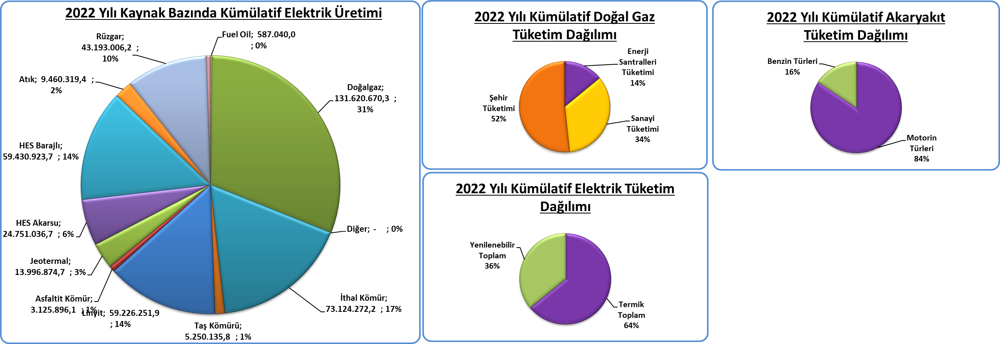 2022 Yılı Kaynak Bazında Kümülatif Elektrik Üretimi
Fuel Oil; 587.040,0
; 0%
Doğalgaz;
131.620.670,3 ;
31%
Diğer; - ; 0%
İthal Kömür;
73.124.272,2 ; 17%
Taş Kömürü;
5.250.135,8 ; 1%
Linyit; 59.226.251,9
; 14%
Asfaltit Kömür;
3.125.896,1 ; 1%
Jeotermal;
13.996.874,7 ; 3%
HES Akarsu;
24.751.036,7 ; 6%
HES Barajlı;
59.430.923,7 ; 14%
Atık; 9.460.319,4 ;
2%
Rüzgar;
43.193.006,2 ;
10%
2022 Yılı Kümülatif Doğal Gaz
Tüketim Dağılımı
Enerji
Santralleri
Tüketimi
14%
Sanayi
Tüketimi
34%
Şehir
Tüketimi
52%
2022 Yılı Kümülatif Akaryakıt
Tüketim Dağılımı
Benzin Türleri
16%
Motorin
Türleri
84%
2022 Yılı Kümülatif Elektrik Tüketim
Dağılımı
Yenilenebilir
Toplam
36%
Termik
Toplam
64%